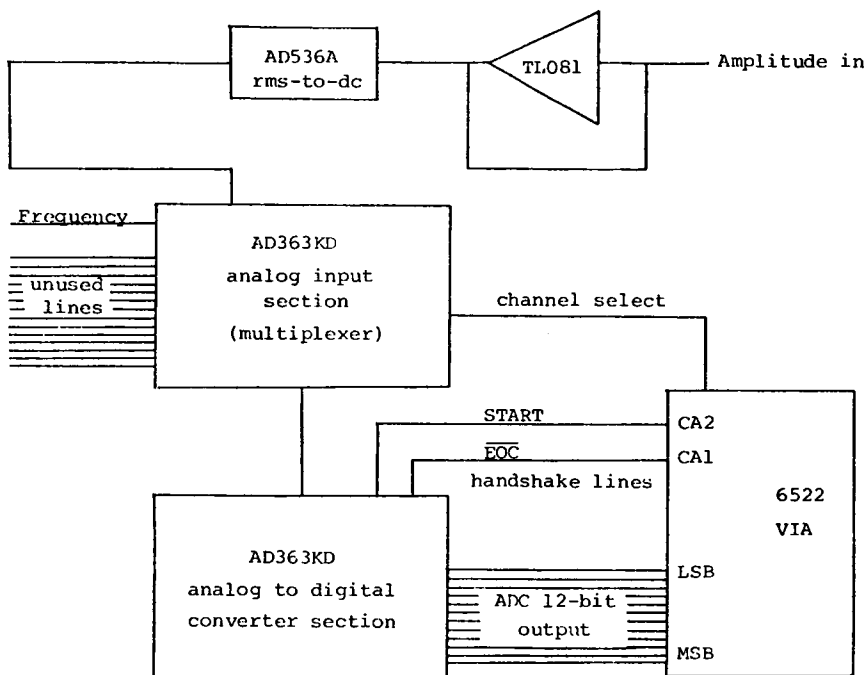 AD536A
rms-to-dc
TL081
Amplitude in
Frequency
AD363KD
analog input
section
(multiplexer)
unused
lines
channel select
START
CA2
EOC
CA1
handshake lines
6522
VIA
AD363KD
analog to digital
converter section
LSB
ADC 12-bit
output
MSB